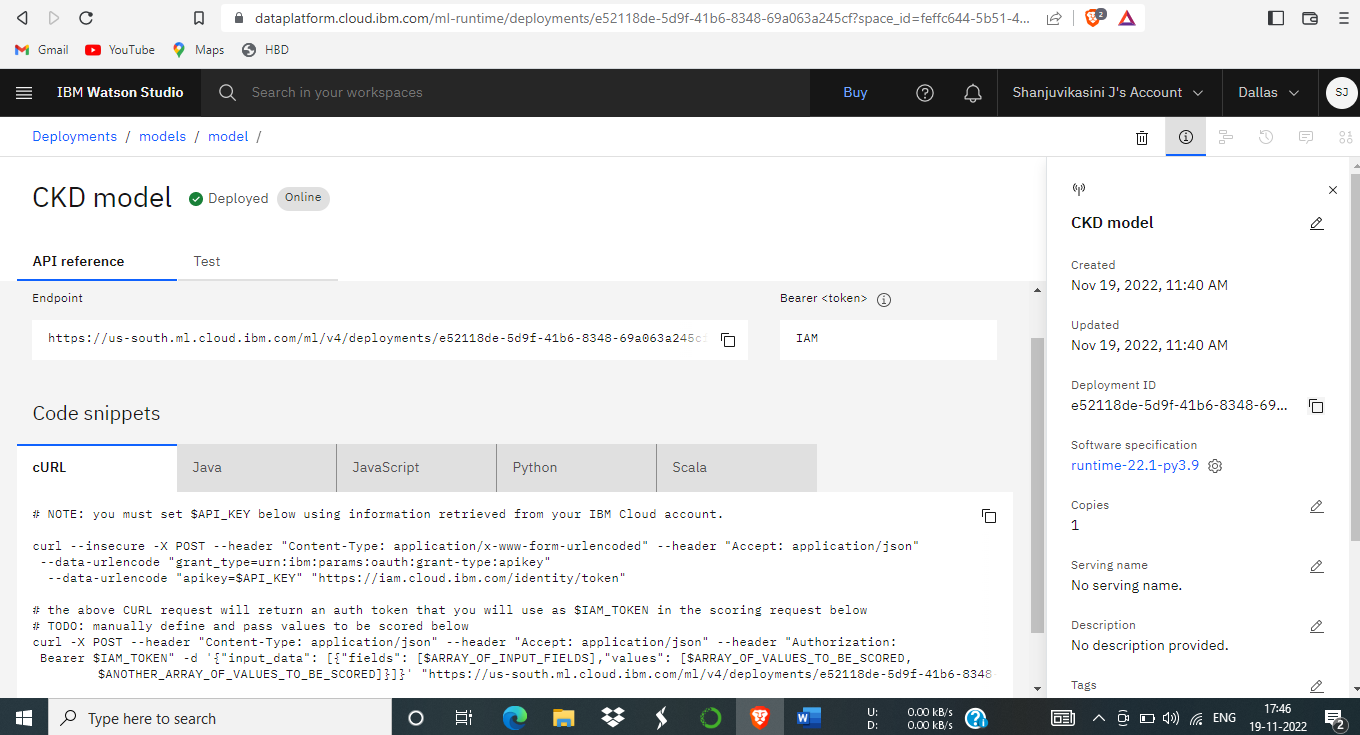 dataplatform.cloud.ibm.com/ml-runtime/deployments/e52118de-5d9f-41b6-8348-69a063a245cf?space_id=feffc644-5b51-4...
2
Gmail YouTube Maps HBD
IBM Watson Studio
Search in your workspaces
Buy
Shanjuvikasini J's Account
Dallas
SJ
Deployments / models / model /
CKD model
Deployed
Online
API reference
Test
Endpoint
https://us-south.ml.cloud.ibm.com/ml/v4/deployments/e52118de-5d9f-41b6-8348-69a063a245c
Bearer <token>
IAM
Code snippets
cURL
Java
JavaScript
Python
Scala
# NOTE: you must set $API_KEY below using information retrieved from your IBM Cloud account.
curl --insecure -X POST --header "Content-Type: application/x-www-form-urlencoded" --header "Accept: application/json"
--data-urlencode "grant_type=urn:ibm:params:oauth:grant-type:apikey"
--data-urlencode "apikey=$API_KEY" "https://iam.cloud.ibm.com/identity/token"
# the above CURL request will return an auth token that you will use as $IAM_TOKEN in the scoring request below
# TODO: manually define and pass values to be scored below
curl -X POST --header "Content-Type: application/json" --header "Accept: application/json" --header "Authorization:
Bearer $IAM_TOKEN" -d '{"input_data": [{"fields": [$ARRAY_OF_INPUT_FIELDS],"values": [$ARRAY_OF_VALUES_TO_BE_SCORED,
$ANOTHER_ARRAY_OF_VALUES_TO_BE_SCORED]}]}' "https://us-south.ml.cloud.ibm.com/ml/v4/deployments/e52118de-5d9f-41b6-8348
CKD model
Created
Nov 19, 2022, 11:40 AM
Updated
Nov 19, 2022, 11:40 AM
Deployment ID
e52118de-5d9f-41b6-8348-69...
Software specification
runtime-22.1-py3.9
Copies
1
Serving name
No serving name.
Description
No description provided.
Tags
Type here to search
U: 0.00 kB/s
D: 0.00 kB/s
ENG
17:46
19-11-2022
2